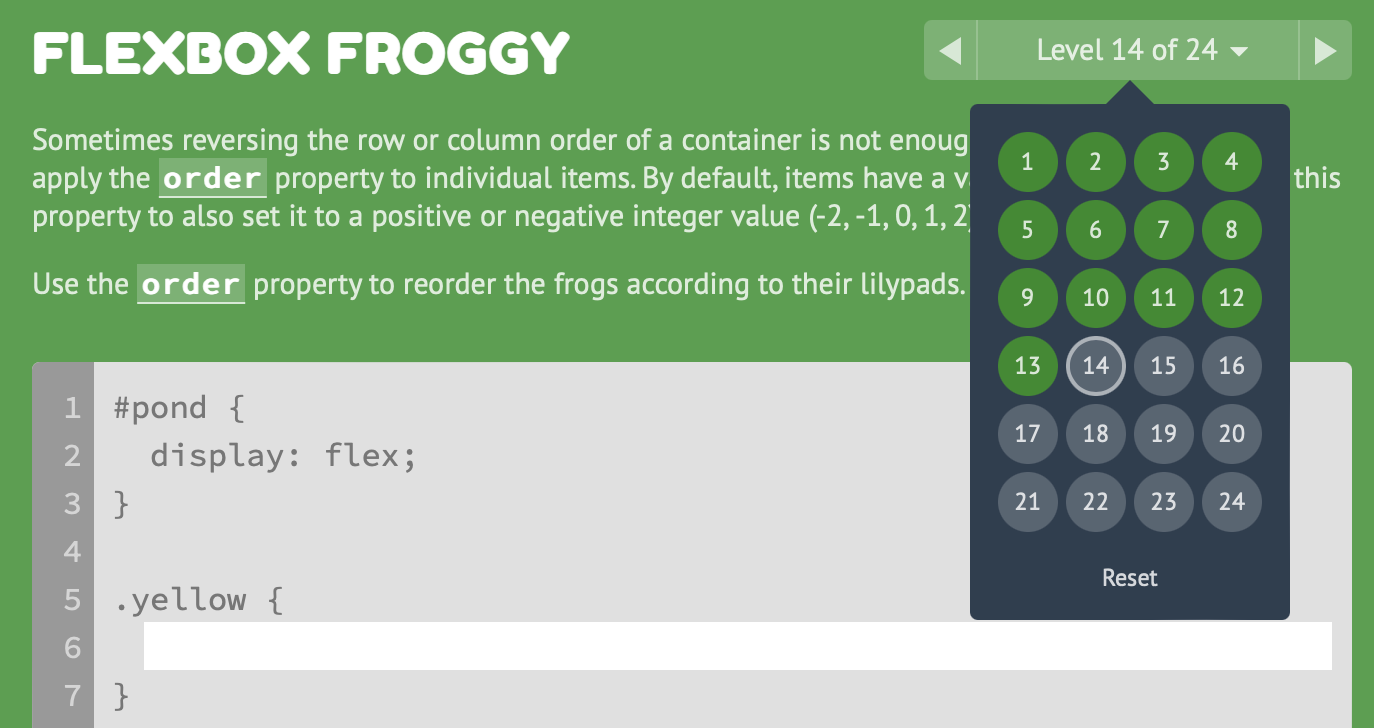 FLEXBOX FROGGY
Level 14 of 24
Sometimes reversing the row or column order of a container is not
apply the order property to individual items. By default, items have a this
property to also set it to a positive or negative integer value (-2, -1, 0, 1, 2
Use the order property to reorder the frogs according to their lilypads.
1 2 3 4
5 6 7 8
9 10 11 12
13 14 15 16
17 18 19 20
21 22 23 24
Reset
1 #pond {
2 display: flex;
3 }
4
5 .yellow {
6
7 }